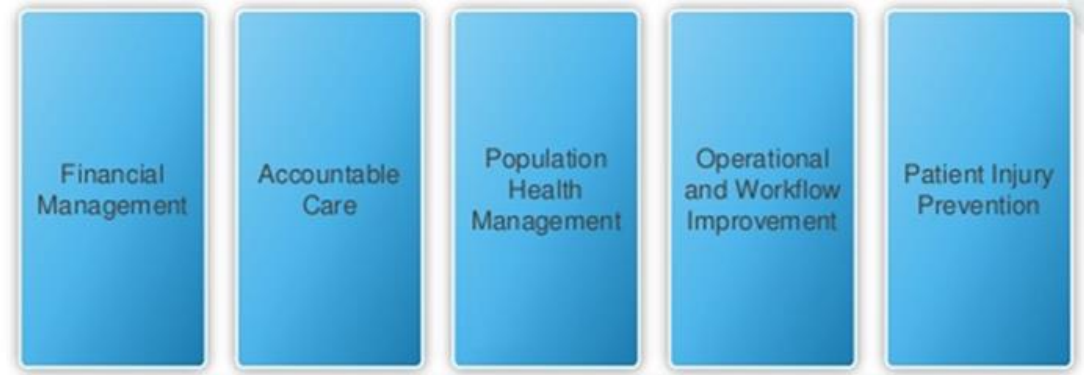 Financial
Management
Accountable
Care
Population
Health
Management
Operational
and Workflow
Improvement
Patient Injury
Prevention